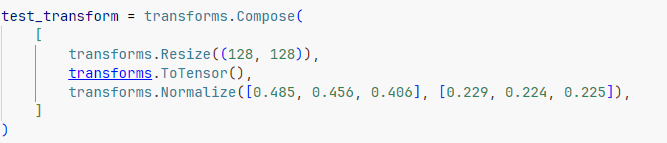 test_transform = transforms.Compose(
    [
        transforms.Resize((128, 128)),
        transforms.ToTensor(),
        transforms.Normalize([0.485, 0.456, 0.406], [0.229, 0.224, 0.225]),
    ]
)